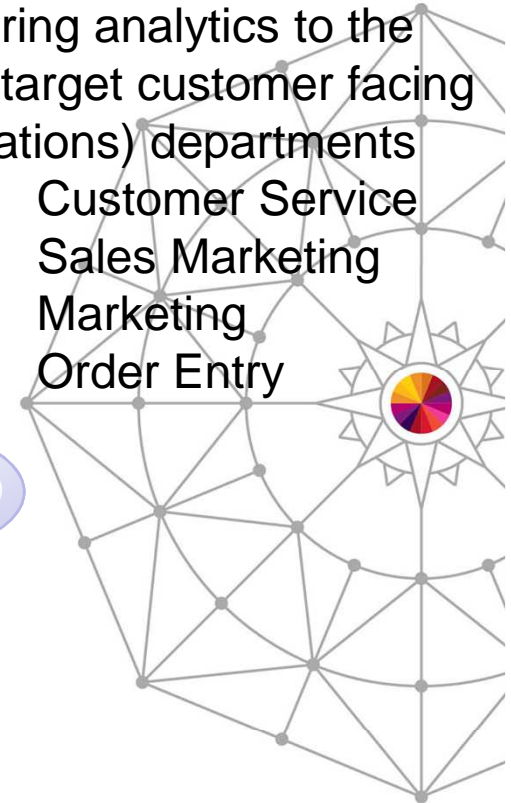 ring analytics to the
target customer facing
ations) departments
Customer Service
Sales Marketing
Marketing
Order Entry